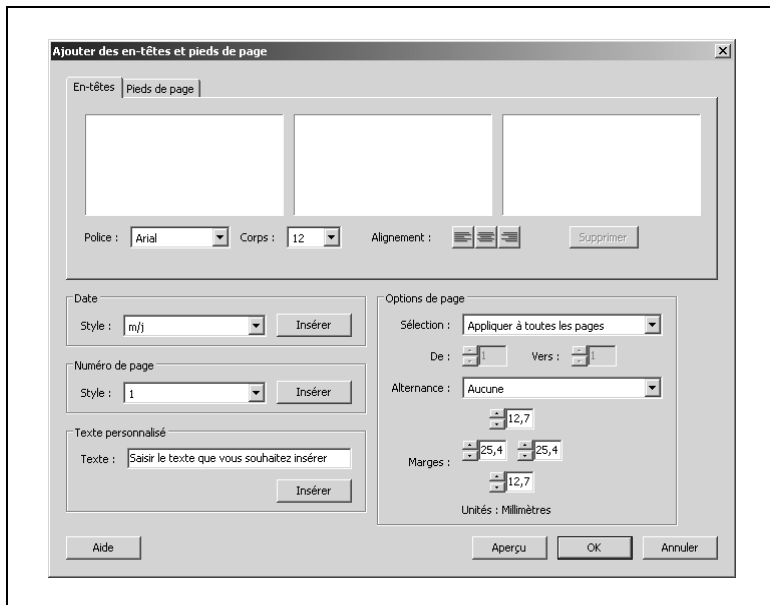 Ajouter des en-têtes et pieds de page
En-têtes Pieds de page
Police : Arial Corps : 12 Alignement : Supprimer
Date
Style : m/j Insérer
Numéro de page
Style : 1 Insérer
Texte personnalisé
Texte : Saisir le texte que vous souhaitez insérer
Insérer
Options de page
Sélection : Appliquer à toutes les pages
De : 1 Vers : 1
Alternance : Aucune
12,7
Marges : 25,4 25,4
12,7
Unités : Millimètres
Aide Aperçu OK Annuler